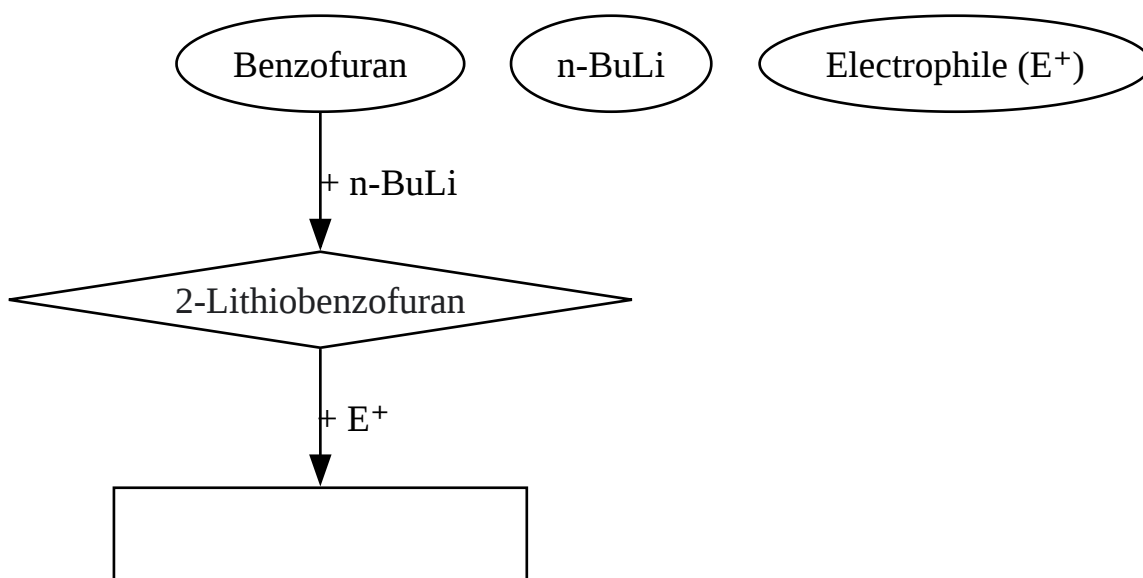 Benzofuran
n-BuLi
Electrophile (E⁺)
+ n-BuLi
2-Lithiobenzofuran
+ E⁺